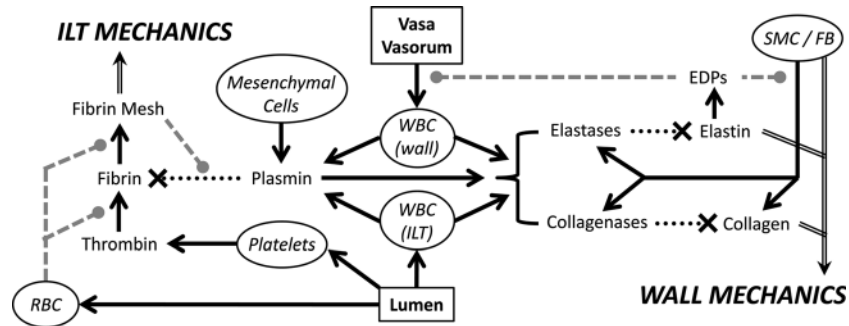 ILT MECHANICS
Vasa
Vasorum
SMC / FB
Mesenchymal
Cells
EDPs
Fibrin Mesh
WBC
(wall)
Elastases
Elastin
Fibrin
Plasmin
WBC
(ILT)
Collagenases
Collagen
Thrombin
Platelets
RBC
Lumen
WALL MECHANICS